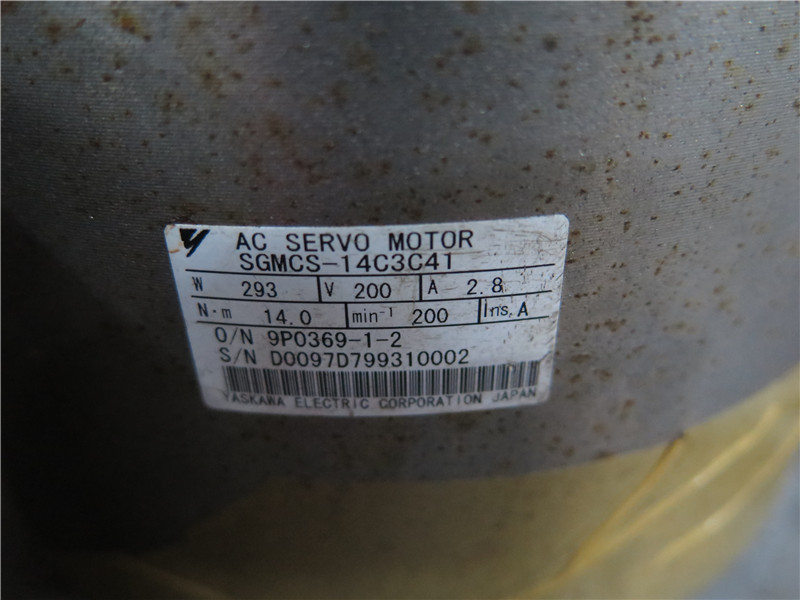 AC SERVO MOTOR
SGMCS-14C3C41
W 293 V 200 A 2.8
N·m 14.0 min⁻¹ 200 Ins. A
O/N 9P0369-1-2
S/N D0097D799310002
YASKAWA ELECTRIC CORPORATION JAPAN